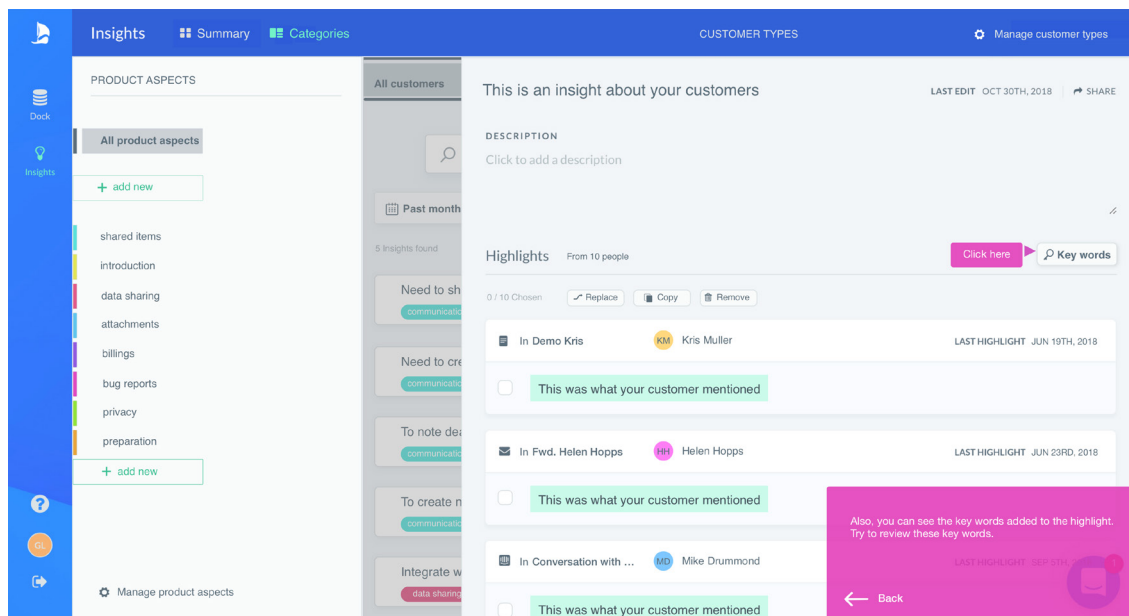 Insights
Summary
Categories
CUSTOMER TYPES
Manage customer types
Dock
Insights
GL
PRODUCT ASPECTS
All product aspects
+ add new
shared items
introduction
data sharing
attachments
billings
bug reports
privacy
preparation
+ add new
Manage product aspects
All customers
Past month
5 Insights found
Need to sh
communicatio
Need to cre
communicatio
To note dea
communicatio
To create n
communicatio
Integrate w
data sharing
This is an insight about your customers
LAST EDIT OCT 30TH, 2018
SHARE
DESCRIPTION
Click to add a description
Highlights From 10 people
Click here
Key words
0 / 10 Chosen
Replace
Copy
Remove
In Demo Kris
KM Kris Muller
LAST HIGHLIGHT JUN 19TH, 2018
This was what your customer mentioned
In Fwd. Helen Hopps
HH Helen Hopps
LAST HIGHLIGHT JUN 23RD, 2018
This was what your customer mentioned
In Conversation with ...
MD Mike Drummond
LAST HIGHLIGHT SEP 5TH,
This was what your customer mentioned
Also, you can see the key words added to the highlight.
Try to review these key words.
Back
1